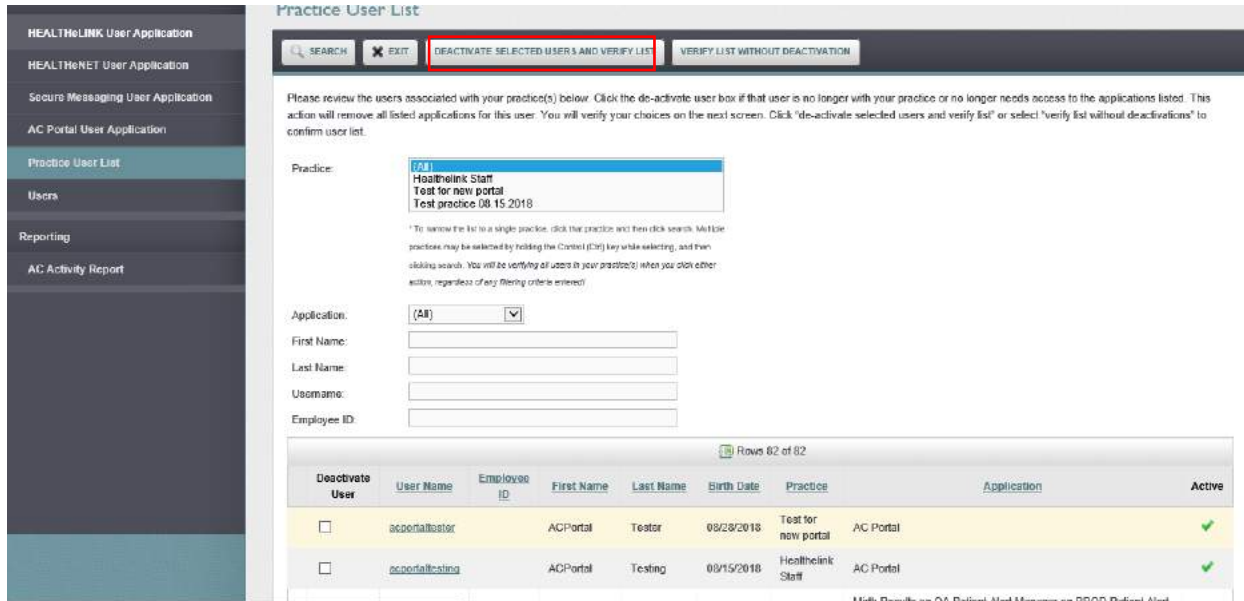 Practice User List
HEALTHeLINK User Application
HEALTHeNET User Application
Secure Messaging User Application
AC Portal User Application
Practice User List
Users
Reporting
AC Activity Report
SEARCH EXIT DEACTIVATE SELECTED USERS AND VERIFY LIST VERIFY LIST WITHOUT DEACTIVATION
Please review the users associated with your practice(s) below. Click the de-activate user box if that user is no longer with your practice or no longer needs access to the applications listed. This
action will remove all listed applications for this user. You will verify your choices on the next screen. Click "de-activate selected users and verify list" or select "verify list without deactivations" to
confirm user list.
Practice:
(All)
Healthelink Staff
Test for new portal
Test practice 08.15.2018
* To narrow the list to a single practice, click that practice and then click search. Multiple
practices may be selected by holding the Control (Ctrl) key while selecting, and then
clicking search. You will be verifying all users in your practice(s) when you click either
action, regardless of any filtering criteria entered!
Application: (All)
First Name:
Last Name:
Username:
Employee ID:
Rows 82 of 82
Deactivate User User Name Employee ID First Name Last Name Birth Date Practice Application Active
acportaltester ACPortal Tester 08/28/2018 Test for new portal AC Portal
acportaltesting ACPortal Testing 08/15/2018 Healthelink Staff AC Portal